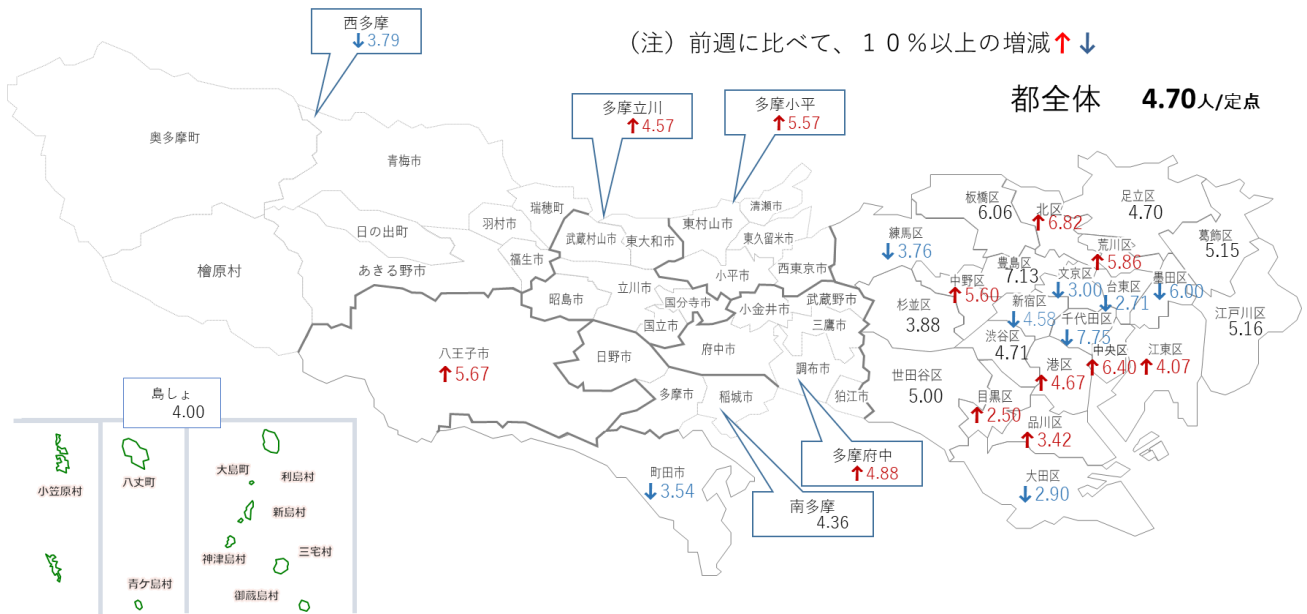 (注) 前週に比べて、１０%以上の増減↑↓
都全体 4.70人/定点
西多摩
↓3.79
多摩立川
↑4.57
多摩小平
↑5.57
奥多摩町
青梅市
瑞穂町
羽村市
日の出町
福生市
あきる野市
檜原村
武蔵村山市
東大和市
東村山市
清瀬市
東久留米市
小平市
西東京市
昭島市
立川市
国分寺市
国立市
小金井市
武蔵野市
三鷹市
日野市
府中市
調布市
狛江市
多摩市
稲城市
八王子市
↑5.67
町田市
↓3.54
多摩府中
↑4.88
南多摩
4.36
板橋区
6.06
北区
↑6.82
足立区
4.70
練馬区
↓3.76
荒川区
↑5.86
葛飾区
5.15
豊島区
7.13
文京区
↓3.00
台東区
↓2.71
墨田区
↓6.00
中野区
↑5.60
杉並区
3.88
新宿区
↓4.58
千代田区
↓7.75
江戸川区
5.16
渋谷区
4.71
中央区
↑6.40
江東区
↑4.07
港区
↑4.67
世田谷区
5.00
目黒区
↑2.50
品川区
↑3.42
大田区
↓2.90
島しょ
4.00
小笠原村
八丈町
青ケ島村
大島町
利島村
新島村
神津島村
三宅村
御蔵島村